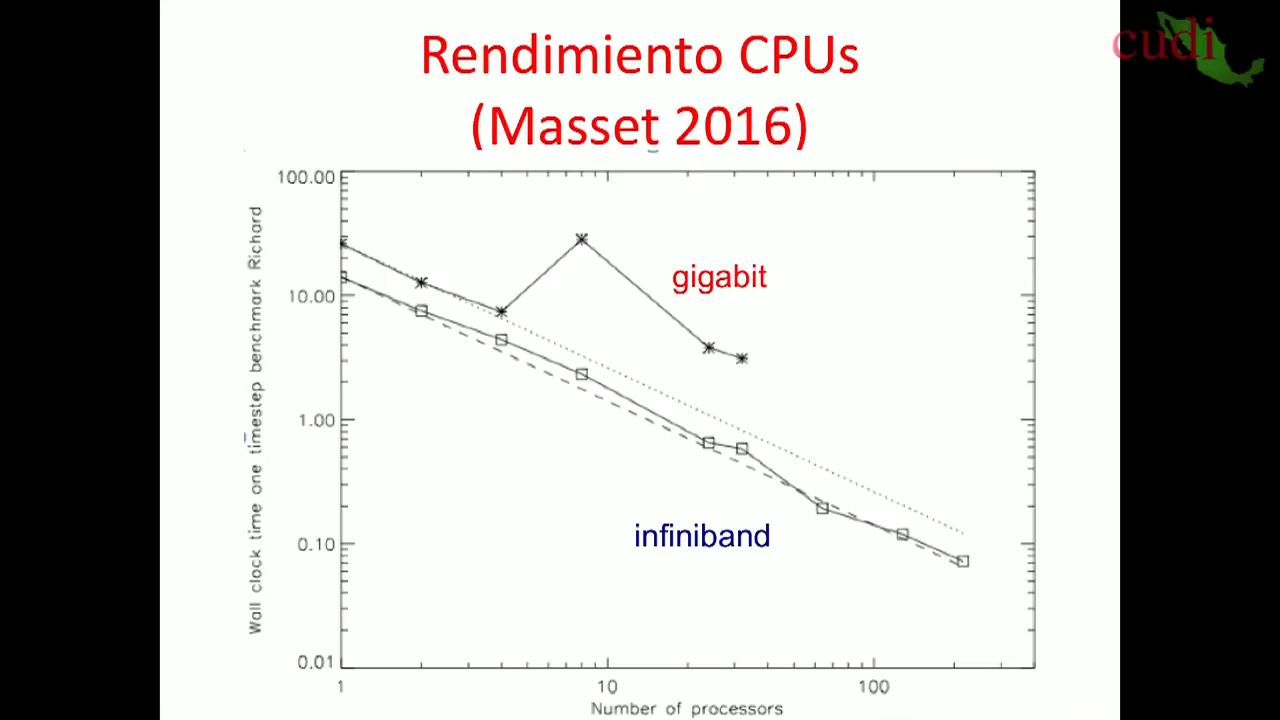 Rendimiento CPUs
(Masset 2016)
cudi
100.00
10.00
1.00
0.10
0.01
Wall clock time one timestep benchmark Richard
gigabit
infiniband
1
10
100
Number of processors